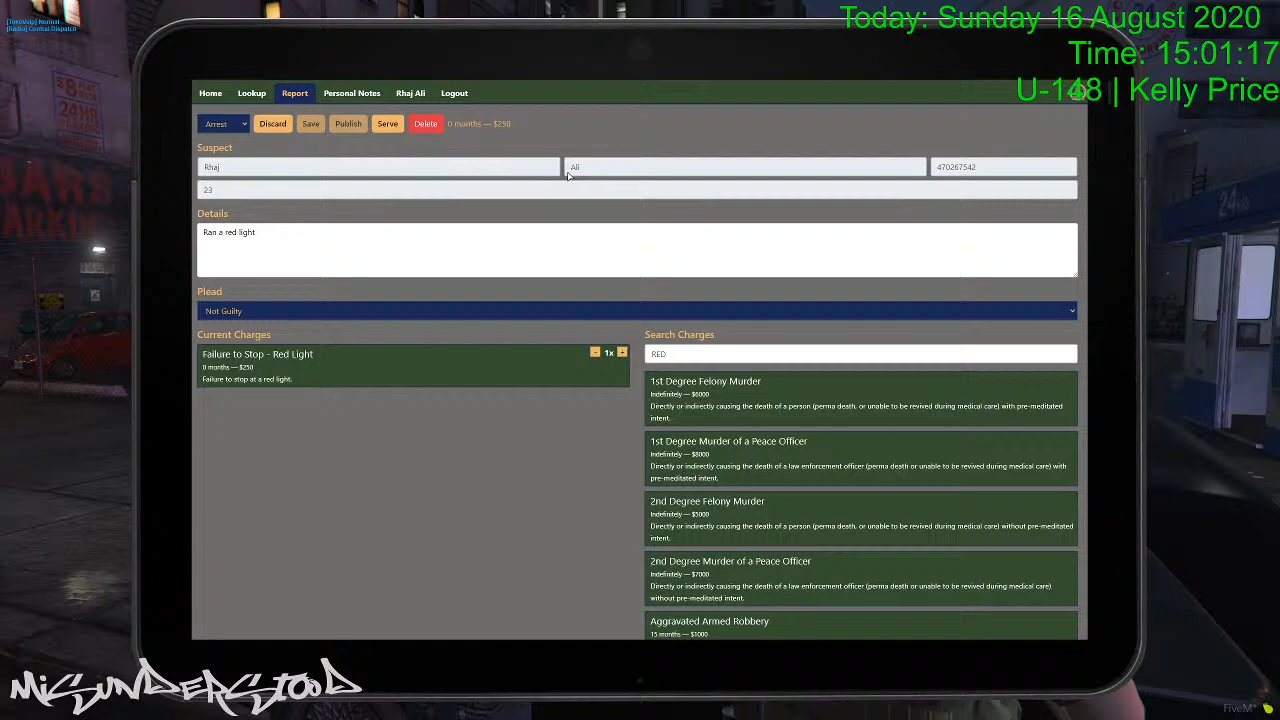 [TokoVoip] Normal
[Radio] Central Dispatch
Today: Sunday 16 August 2020
Time: 15:01:17
U-148 | Kelly Price
Home Lookup Report Personal Notes Rhaj Ali Logout
Arrest Discard Save Publish Serve Delete 0 months — $250
Suspect
Rhaj Ali 470267542
23
Details
Ran a red light
Plead
Not Guilty
Current Charges
Failure to Stop - Red Light - 1x +
0 months — $250
Failure to stop at a red light.
Search Charges
RED
1st Degree Felony Murder
Indefinitely — $6000
Directly or indirectly causing the death of a person (perma death, or unable to be revived during medical care) with pre-meditated
intent.
1st Degree Murder of a Peace Officer
Indefinitely — $8000
Directly or indirectly causing the death of a law enforcement officer (perma death or unable to be revived during medical care) with
pre-meditated intent.
2nd Degree Felony Murder
Indefinitely — $5000
Directly or indirectly causing the death of a person (perma death, or unable to be revived during medical care) without pre-meditated
intent.
2nd Degree Murder of a Peace Officer
Indefinitely — $7000
Directly or indirectly causing the death of a law enforcement officer (perma death or unable to be revived during medical care)
without pre-meditated intent.
Aggravated Armed Robbery
15 months — $1000
MiSUNDERSTOOD
FiveM*